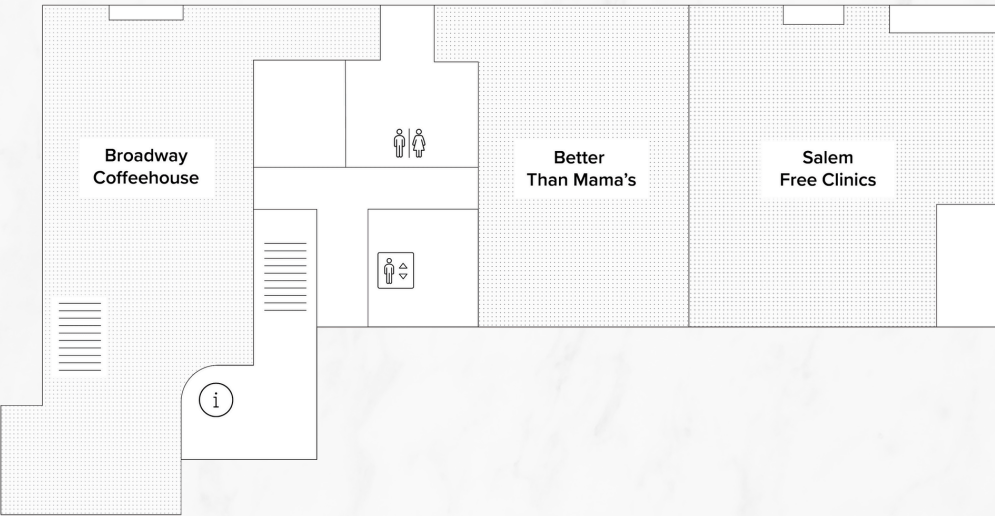 Broadway
Coffeehouse
Better
Than Mama's
Salem
Free Clinics
i